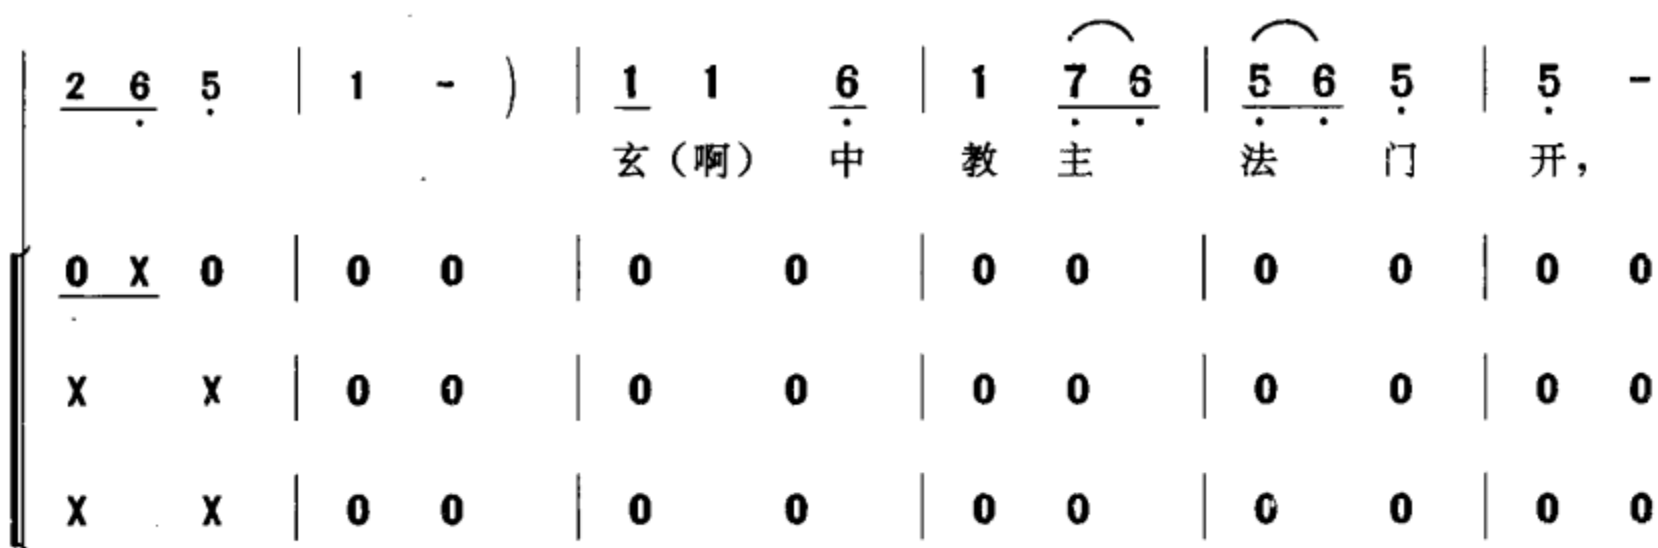 2 6 5 | 1 - ) | 1 1 6 | 1 7 6 | 5 6 5 | 5 -
玄（啊） 中 教 主 法 门 开，
0 X 0 | 0 0 | 0 0 | 0 0 | 0 0 | 0 0
X X | 0 0 | 0 0 | 0 0 | 0 0 | 0 0
X X | 0 0 | 0 0 | 0 0 | 0 0 | 0 0